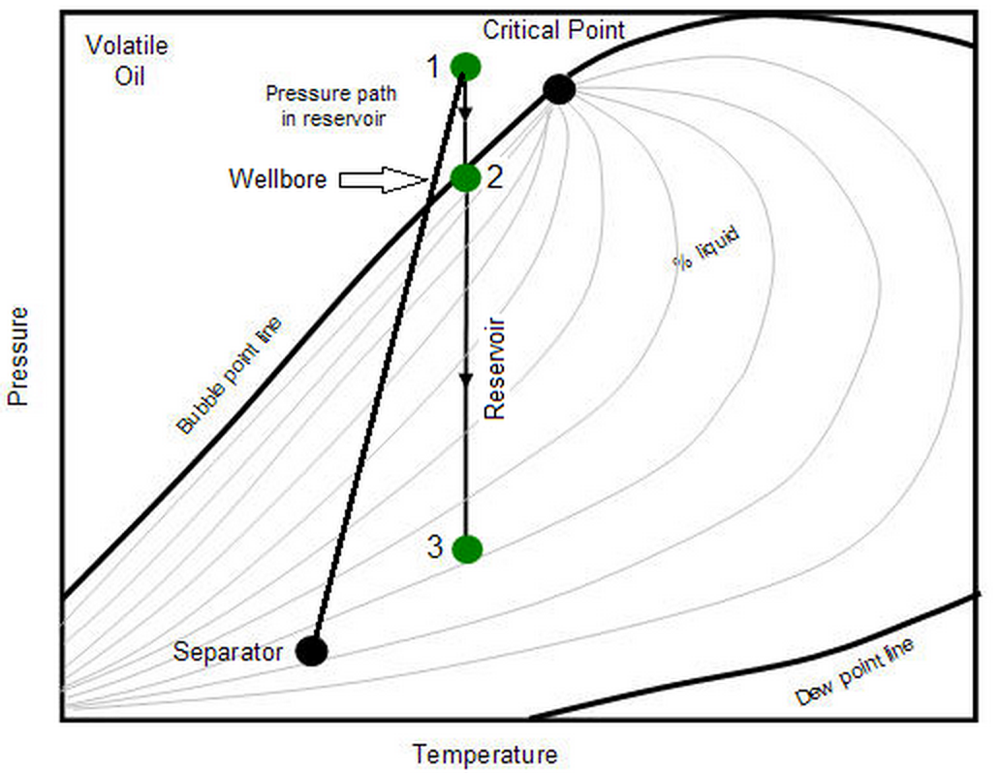 Volatile
Oil
Critical Point
1
Pressure path
in reservoir
Wellbore
2
% liquid
Bubble point line
Reservoir
Pressure
3
Separator
Dew point line
Temperature